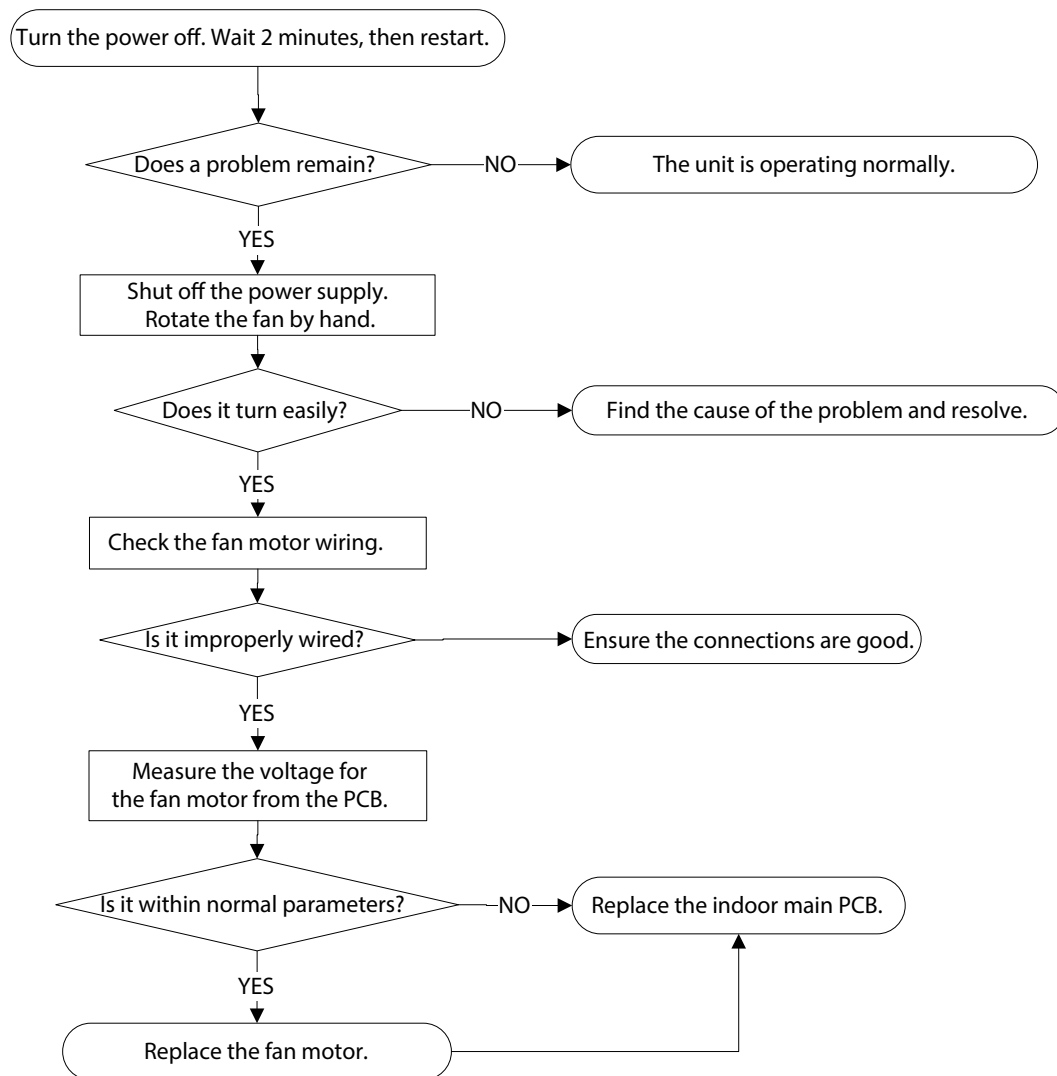 Turn the power off. Wait 2 minutes, then restart.
Does a problem remain?
NO
The unit is operating normally.
YES
Shut off the power supply.
Rotate the fan by hand.
Does it turn easily?
NO
Find the cause of the problem and resolve.
YES
Check the fan motor wiring.
Is it improperly wired?
Ensure the connections are good.
YES
Measure the voltage for
the fan motor from the PCB.
Is it within normal parameters?
NO
Replace the indoor main PCB.
YES
Replace the fan motor.